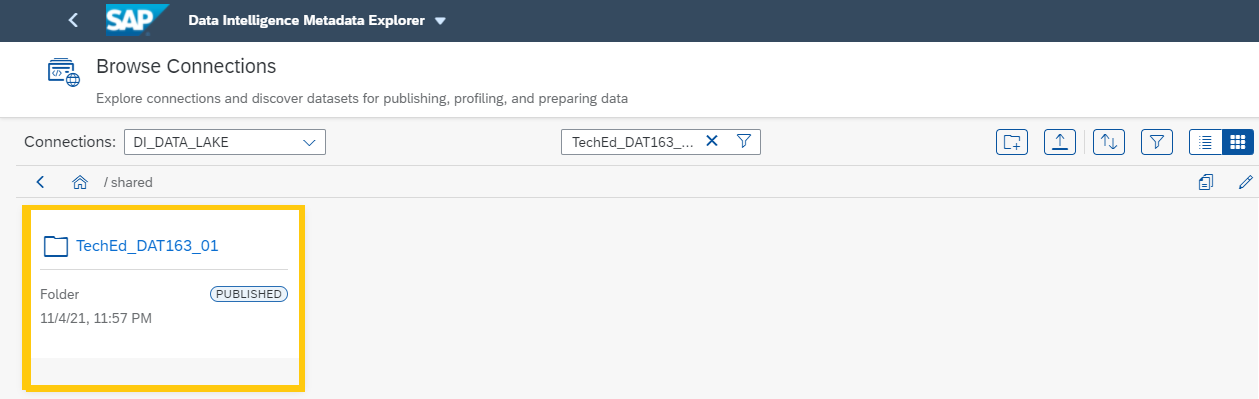 SAP Data Intelligence Metadata Explorer
Browse Connections
Explore connections and discover datasets for publishing, profiling, and preparing data
Connections: DI_DATA_LAKE TechEd_DAT163_...
/ shared
TechEd_DAT163_01
Folder PUBLISHED
11/4/21, 11:57 PM